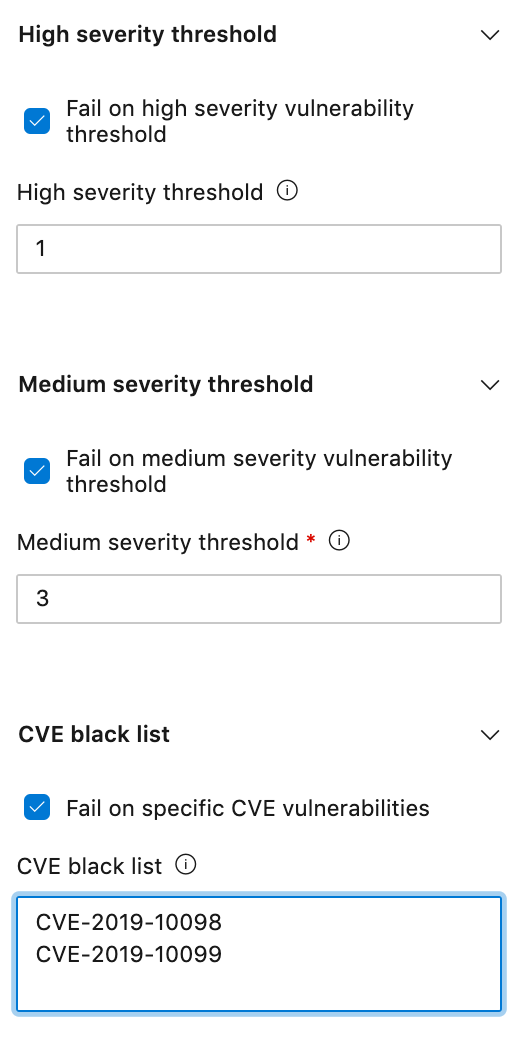 High severity threshold
Fail on high severity vulnerability
threshold
High severity threshold
1
Medium severity threshold
Fail on medium severity vulnerability
threshold
Medium severity threshold *
3
CVE black list
Fail on specific CVE vulnerabilities
CVE black list
CVE-2019-10098
CVE-2019-10099